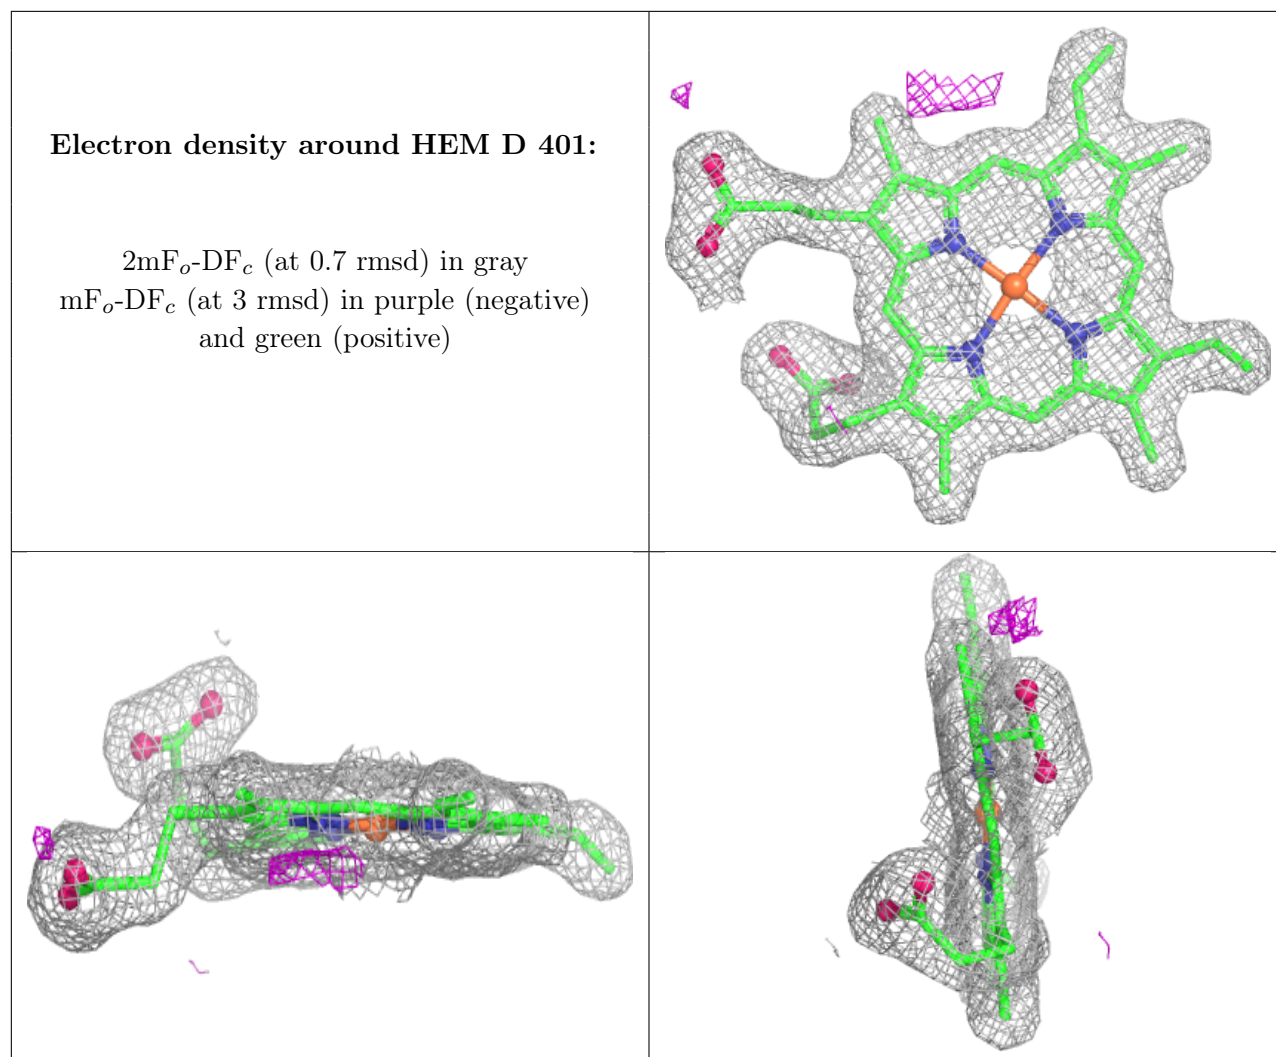 Electron density around HEM D 401:
2mFo-DFc (at 0.7 rmsd) in gray
mFo-DFc (at 3 rmsd) in purple (negative)
and green (positive)